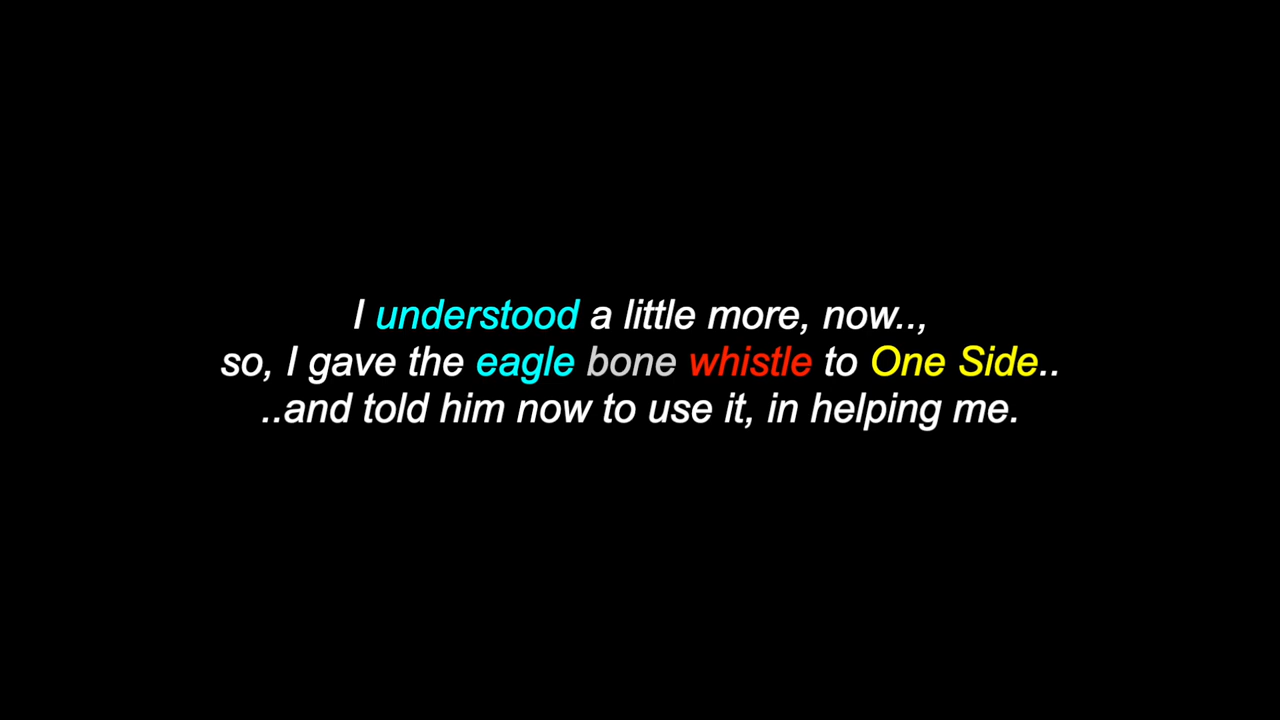 I understood a little more, now..,
so, I gave the eagle bone whistle to One Side..
..and told him now to use it, in helping me.